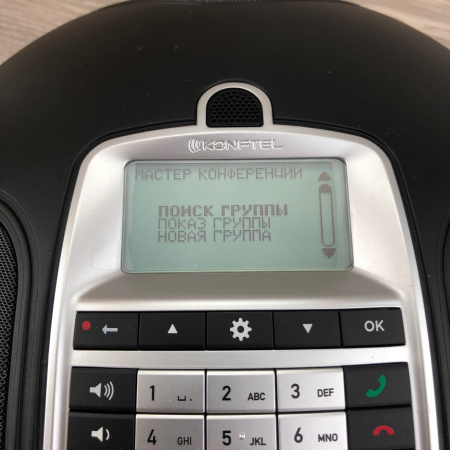 KONFTEL
МАСТЕР КОНФЕРЕНЦИИ
ПОИСК ГРУППЫ
ПОКАЗ ГРУППЫ
НОВАЯ ГРУППА
OK
1 2 ABC 3 DEF
4 GHI 5 JKL 6 MNO